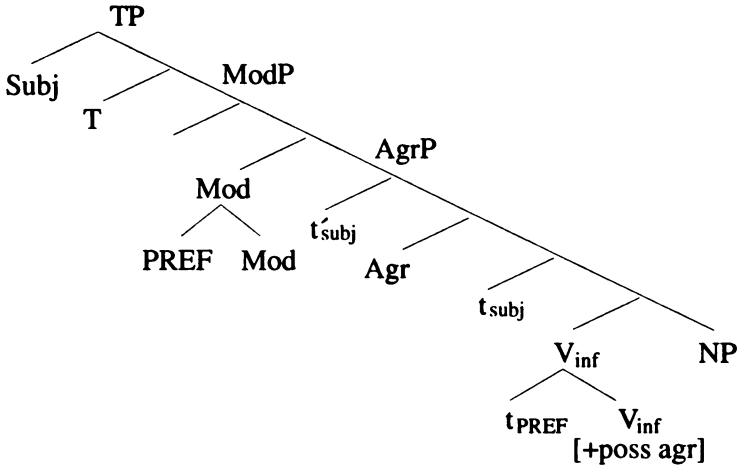 TP
Subj
ModP
T
AgrP
Mod
t′subj
PREF Mod
Agr
tsubj
Vinf NP
tPREF Vinf
[+poss agr]